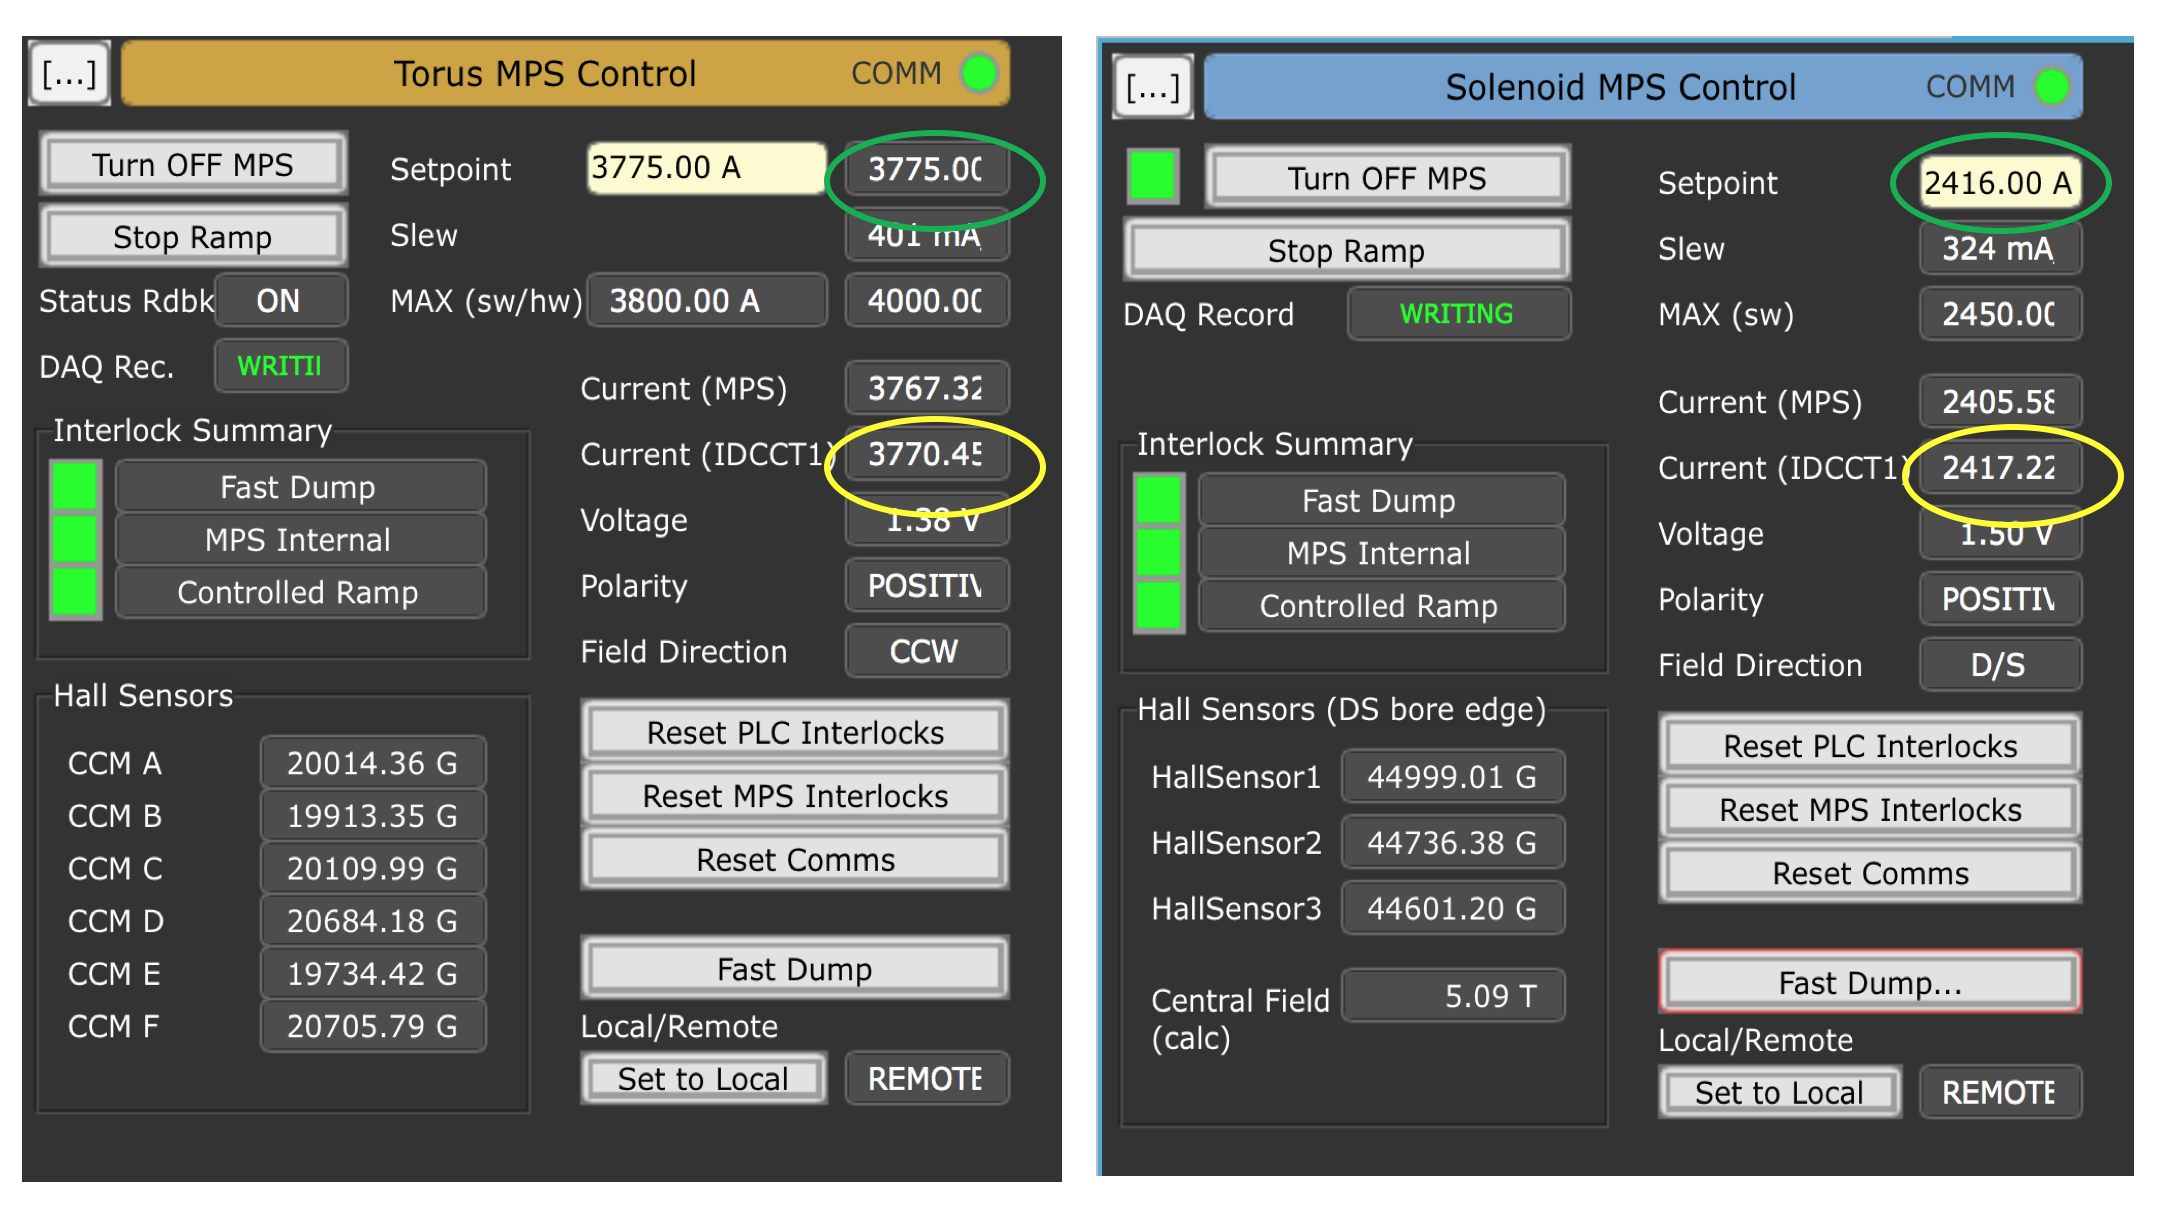 [...]
Torus MPS Control
COMM
Turn OFF MPS
Setpoint 3775.00 A 3775.00
Stop Ramp
Slew 401 mA
Status Rdbk ON
MAX (sw/hw) 3800.00 A 4000.00
DAQ Rec. WRITII
Current (MPS) 3767.32
Interlock Summary
Current (IDCCT1) 3770.45
Fast Dump
Voltage 1.38 V
MPS Internal
Polarity POSITIV
Controlled Ramp
Field Direction CCW
Hall Sensors
CCM A 20014.36 G
CCM B 19913.35 G
CCM C 20109.99 G
CCM D 20684.18 G
CCM E 19734.42 G
CCM F 20705.79 G
Reset PLC Interlocks
Reset MPS Interlocks
Reset Comms
Fast Dump
Local/Remote
Set to Local REMOTE
[...]
Solenoid MPS Control
COMM
Turn OFF MPS
Setpoint 2416.00 A
Stop Ramp
Slew 324 mA
DAQ Record WRITING
MAX (sw) 2450.00
Current (MPS) 2405.58
Interlock Summary
Current (IDCCT1) 2417.22
Fast Dump
Voltage 1.50 V
MPS Internal
Polarity POSITIV
Controlled Ramp
Field Direction D/S
Hall Sensors (DS bore edge)
HallSensor1 44999.01 G
HallSensor2 44736.38 G
HallSensor3 44601.20 G
Central Field 5.09 T
(calc)
Reset PLC Interlocks
Reset MPS Interlocks
Reset Comms
Fast Dump...
Local/Remote
Set to Local REMOTE